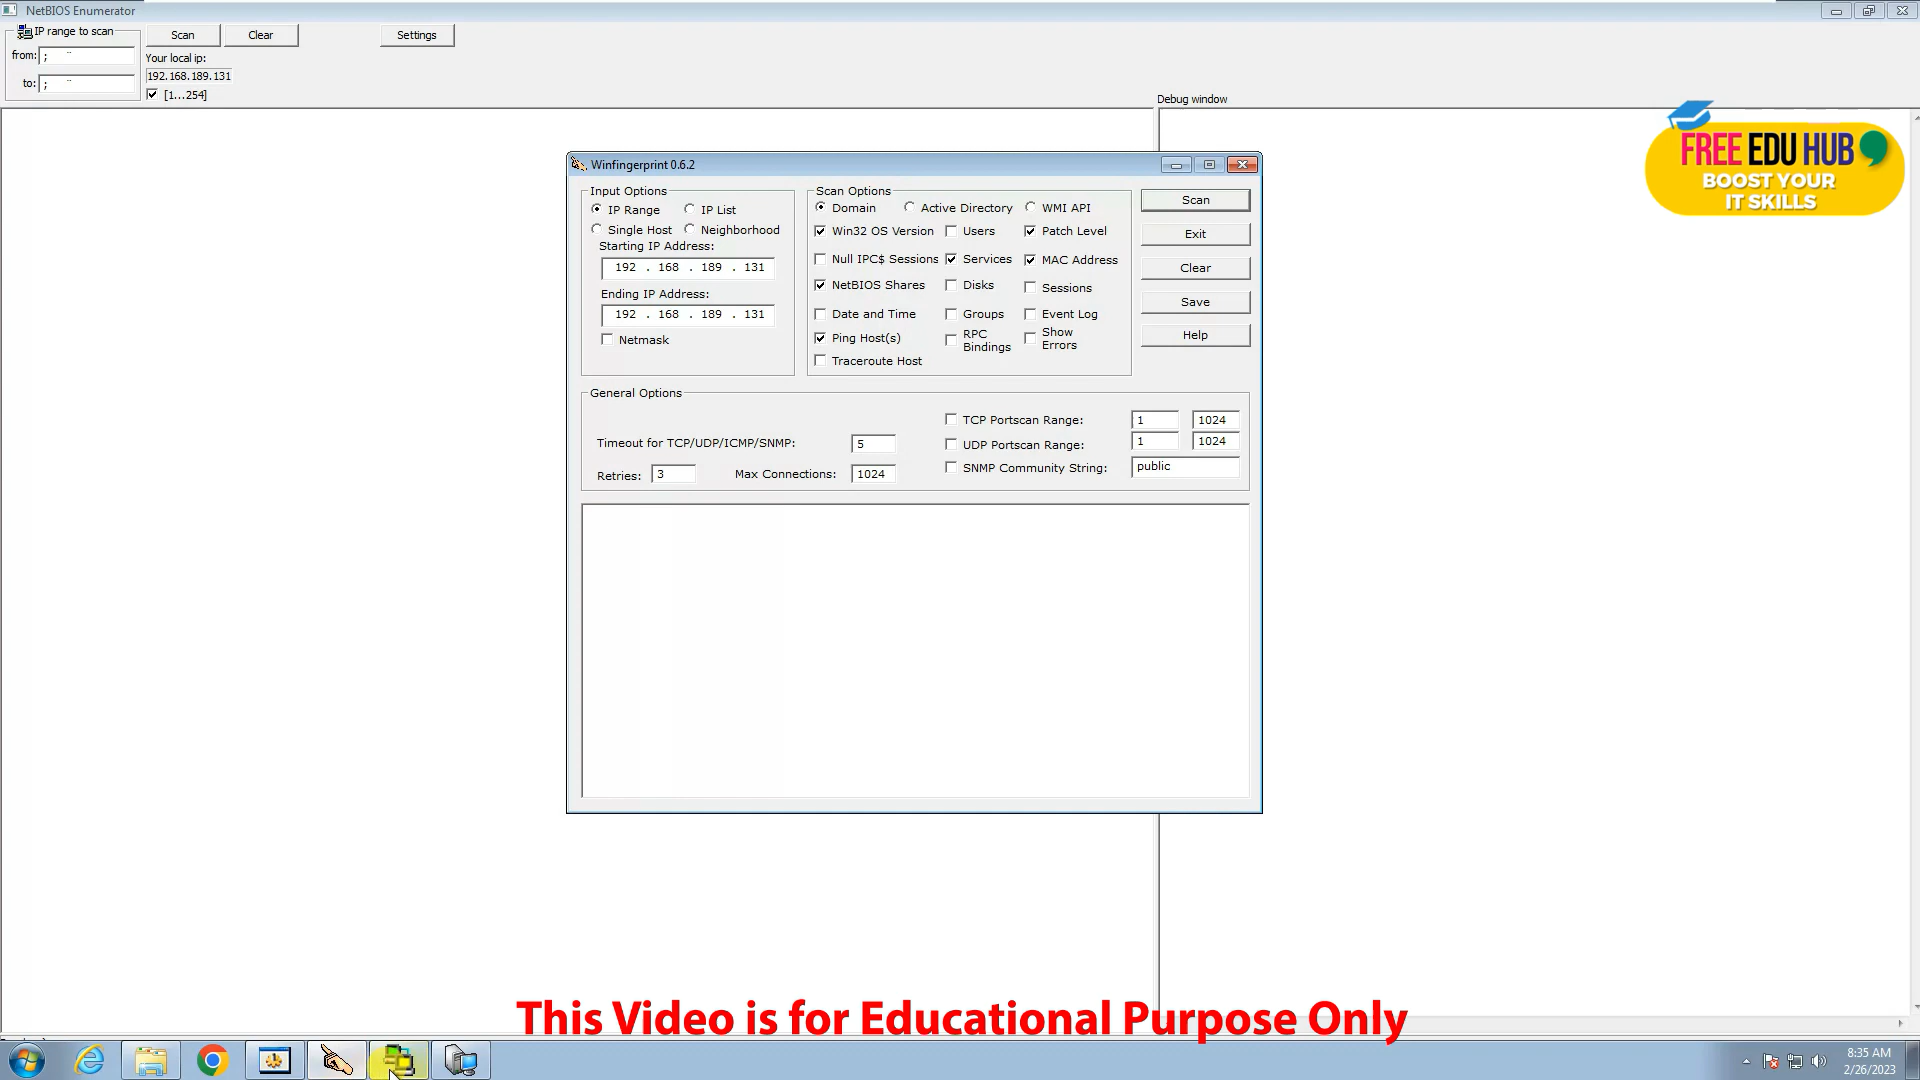 NetBIOS Enumerator
IP range to scan
Scan
Clear
Settings
from: ;
Your local ip:
192.168.189.131
to: ;
[1...254]
Debug window
FREE EDU HUB
BOOST YOUR
IT SKILLS
Winfingerprint 0.6.2
Input Options
IP Range
IP List
Single Host
Neighborhood
Starting IP Address:
192 . 168 . 189 . 131
Ending IP Address:
192 . 168 . 189 . 131
Netmask
Scan Options
Domain
Active Directory
WMI API
Win32 OS Version
Users
Patch Level
Null IPC$ Sessions
Services
MAC Address
NetBIOS Shares
Disks
Sessions
Date and Time
Groups
Event Log
Ping Host(s)
RPC
Bindings
Show
Errors
Traceroute Host
Scan
Exit
Clear
Save
Help
General Options
Timeout for TCP/UDP/ICMP/SNMP:
5
Retries:
3
Max Connections:
1024
TCP Portscan Range:
1
1024
UDP Portscan Range:
1
1024
SNMP Community String:
public
This Video is for Educational Purpose Only
8:35 AM
2/26/2023